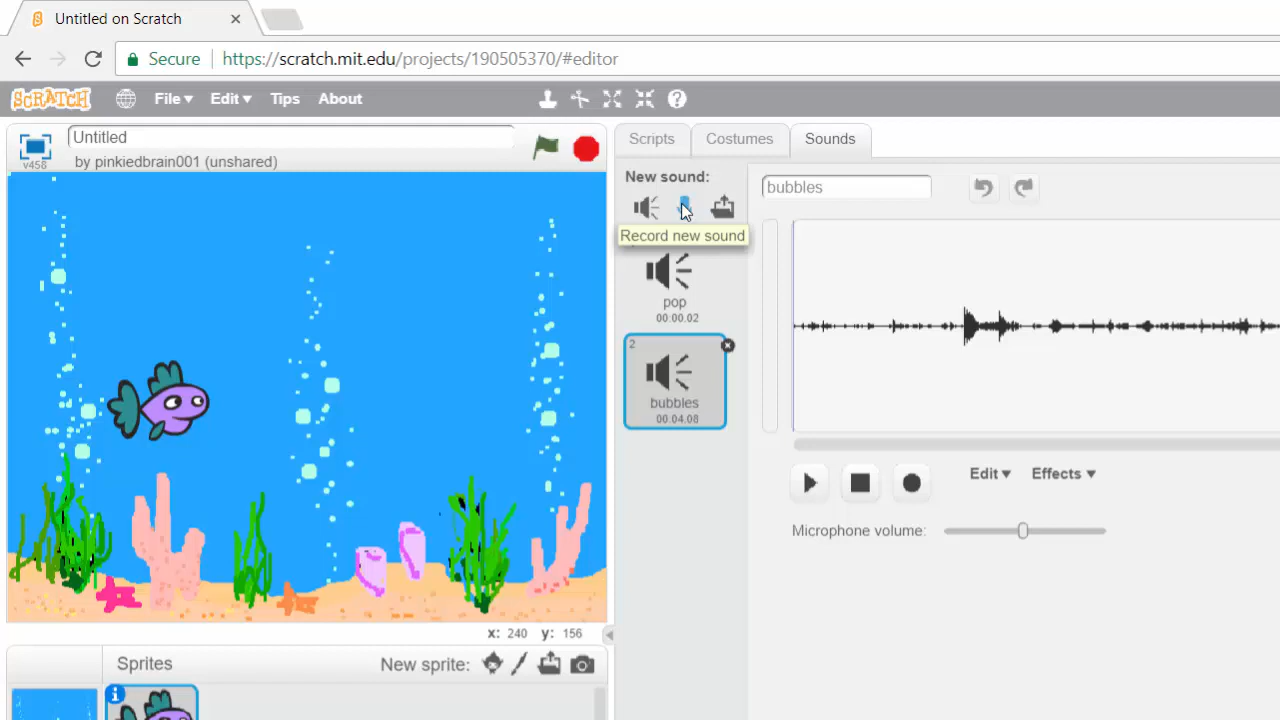 Untitled on Scratch
Secure https://scratch.mit.edu/projects/190505370/#editor
SCRATCH File Edit Tips About
v458
Untitled
by pinkiedbrain001 (unshared)
Scripts Costumes Sounds
New sound:
bubbles
Record new sound
pop
00:00.02
2
bubbles
00:04.08
Edit Effects
Microphone volume:
x: 240 y: 156
Sprites New sprite: